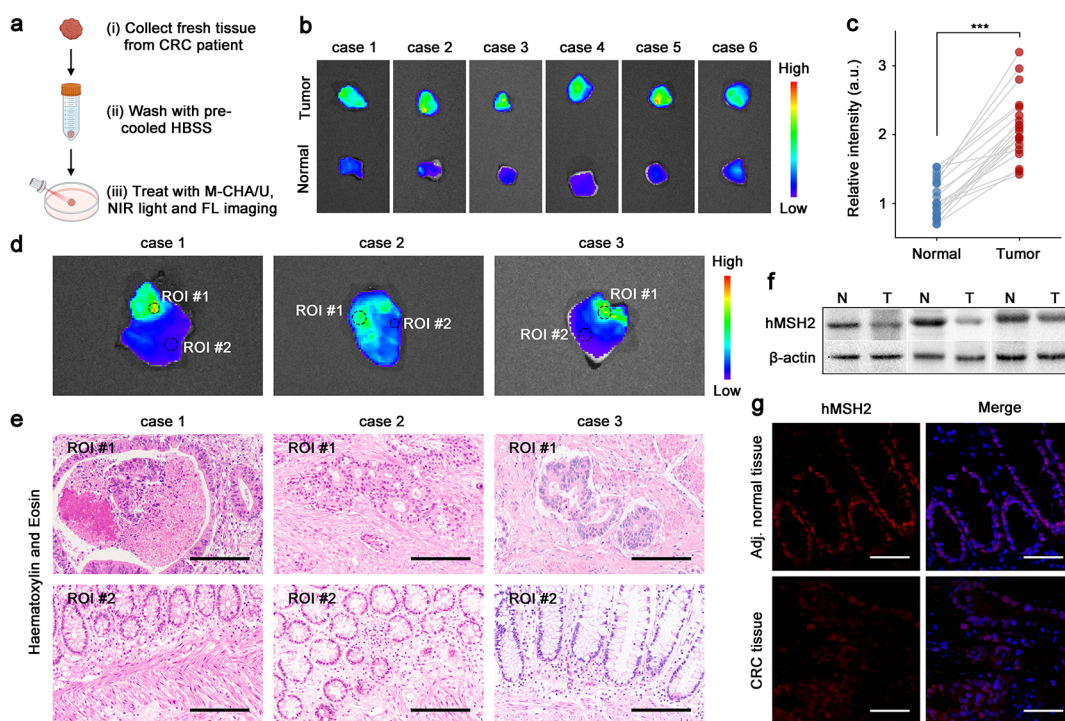 a
(i) Collect fresh tissue
from CRC patient
(ii) Wash with pre-
cooled HBSS
(iii) Treat with M-CHA/U,
NIR light and FL imaging
b
case 1 case 2 case 3 case 4 case 5 case 6
Tumor
Normal
High
Low
c
***
Relative intensity (a.u.)
3
2
1
Normal Tumor
d
case 1 case 2 case 3
ROI #1
ROI #2
ROI #1
ROI #2
ROI #1
ROI #2
High
Low
e
case 1 case 2 case 3
Haematoxylin and Eosin
ROI #1 ROI #1 ROI #1
ROI #2 ROI #2 ROI #2
f
N T N T N T
hMSH2
β-actin
g
hMSH2 Merge
Adj. normal tissue
CRC tissue